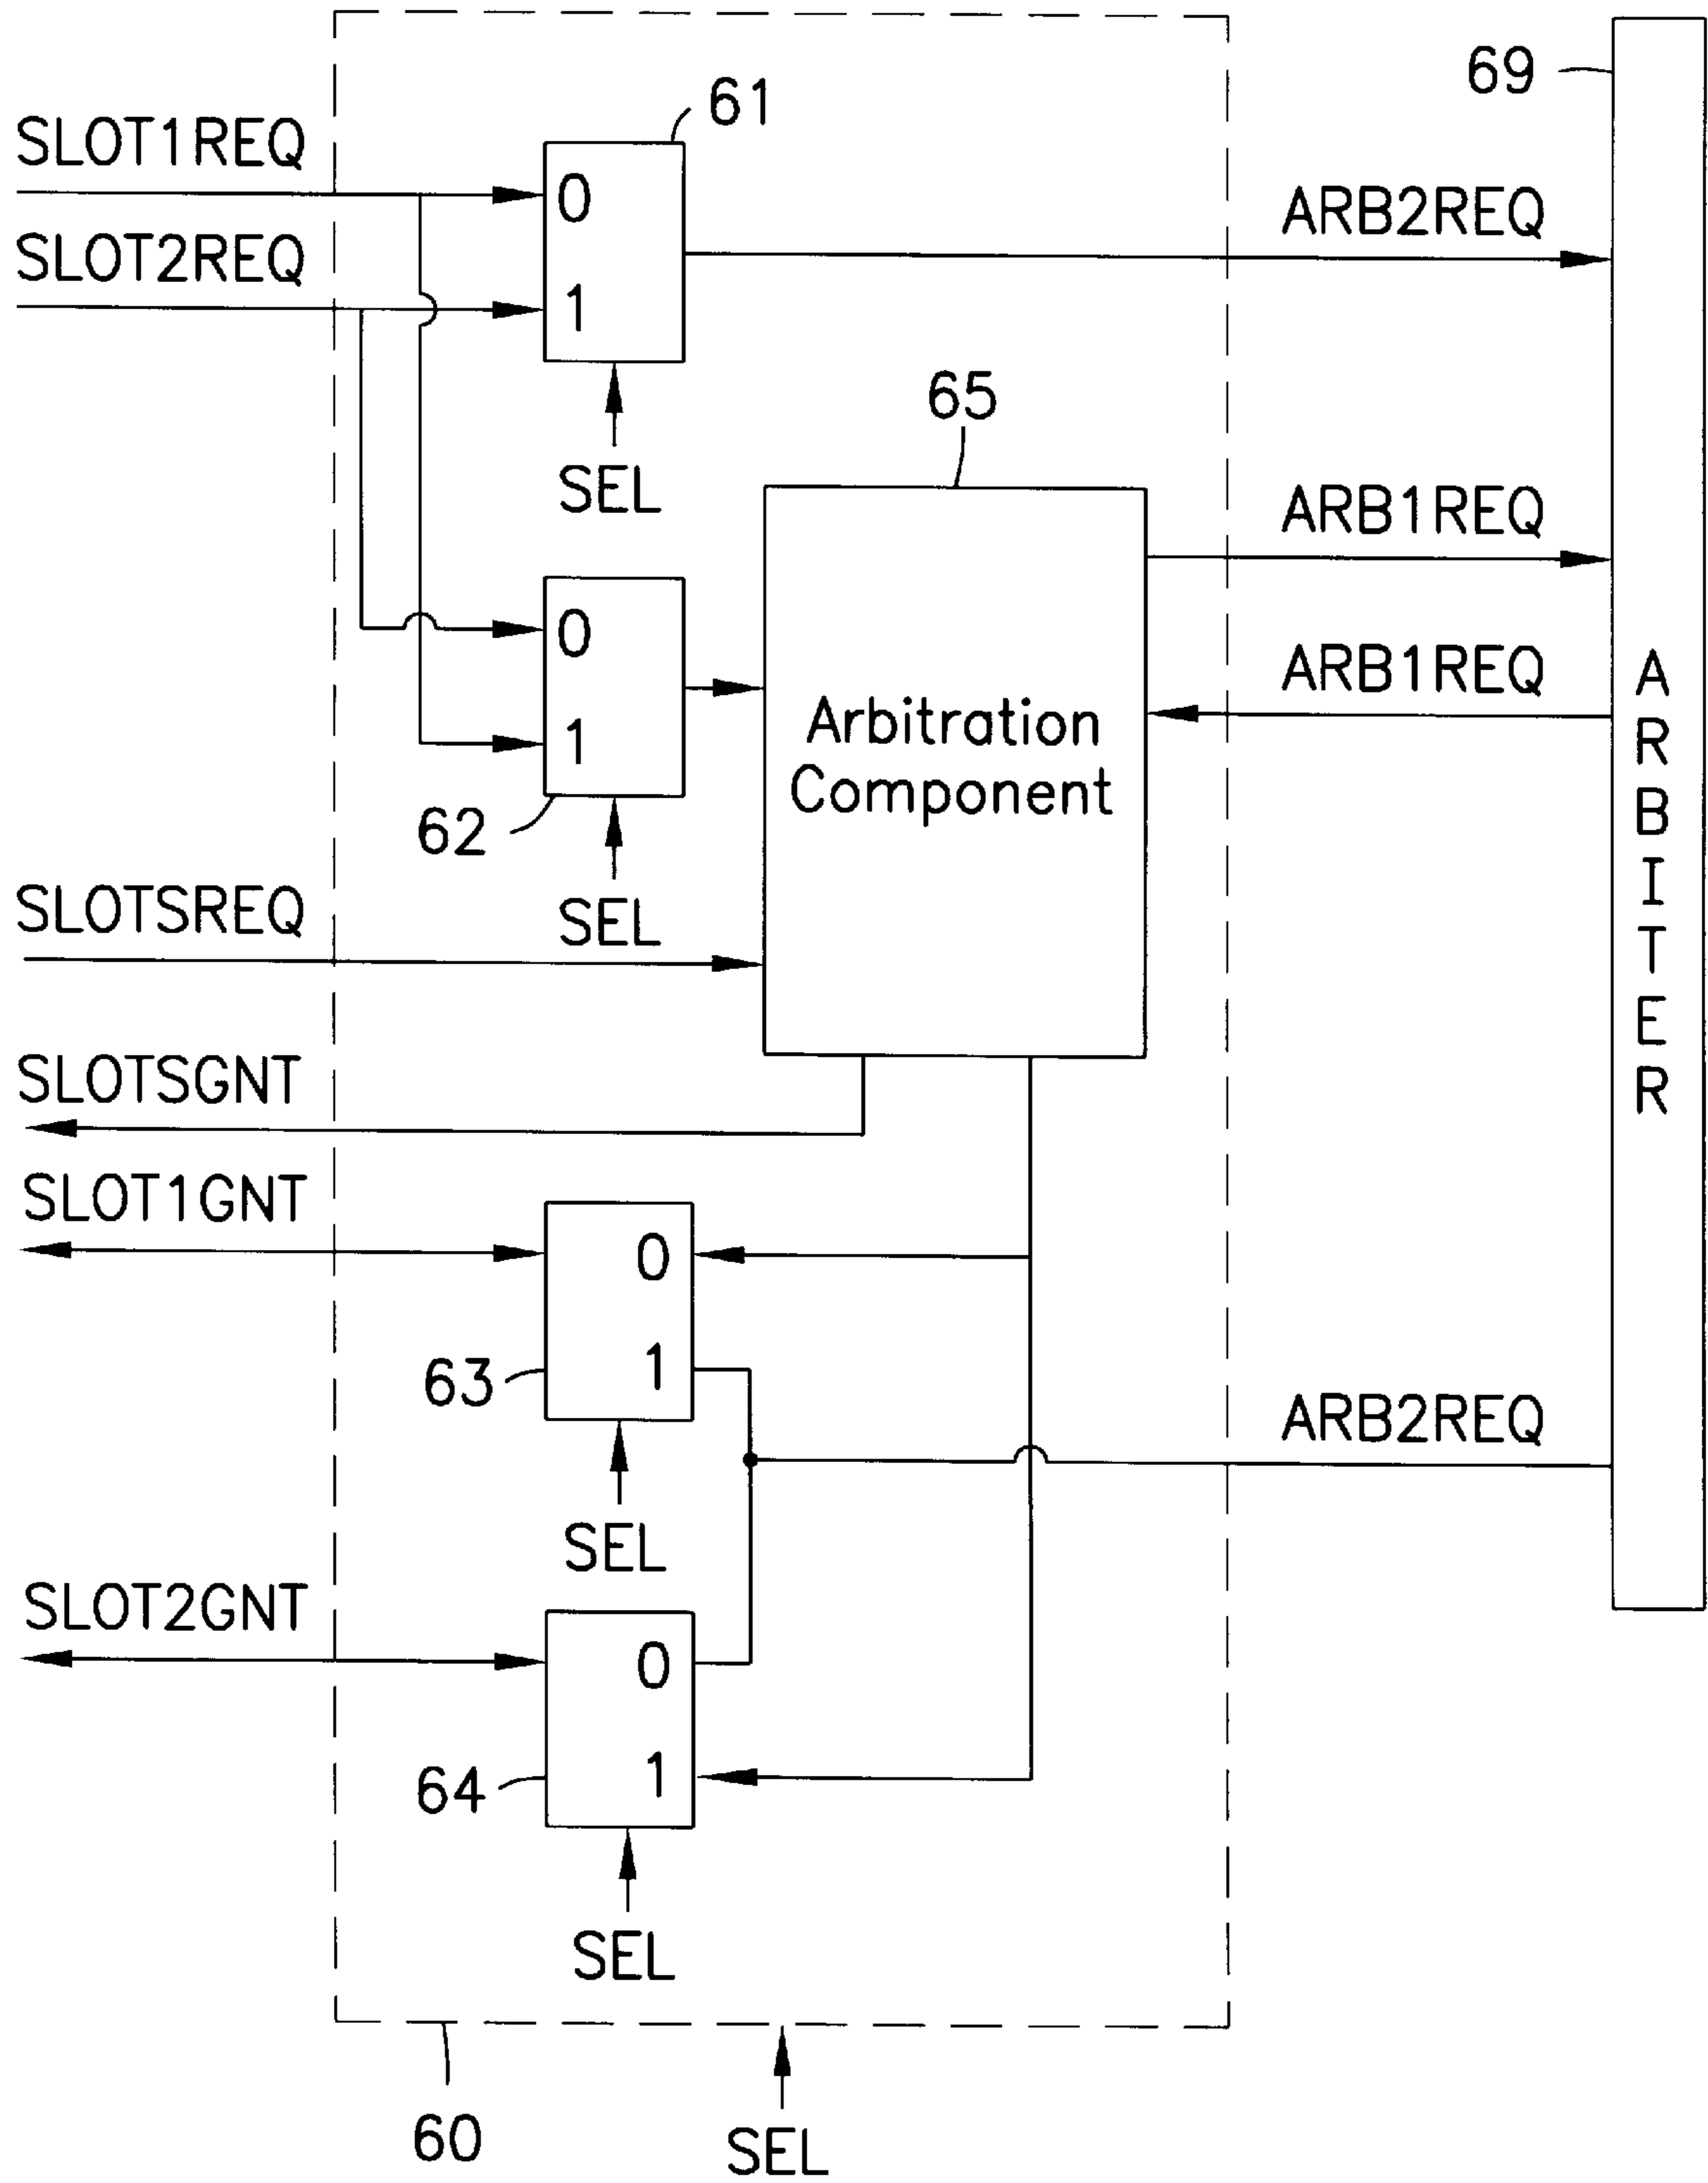 69
61
SLOT1REQ
0
ARB2REQ
SLOT2REQ
1
65
SEL
ARB1REQ
0
ARB1REQ
1
Arbitration
Component
62
SLOTSREQ
SEL
ARBITER
SLOTSGNT
SLOT1GNT
0
63
1
ARB2REQ
SEL
SLOT2GNT
0
64
1
SEL
60
SEL